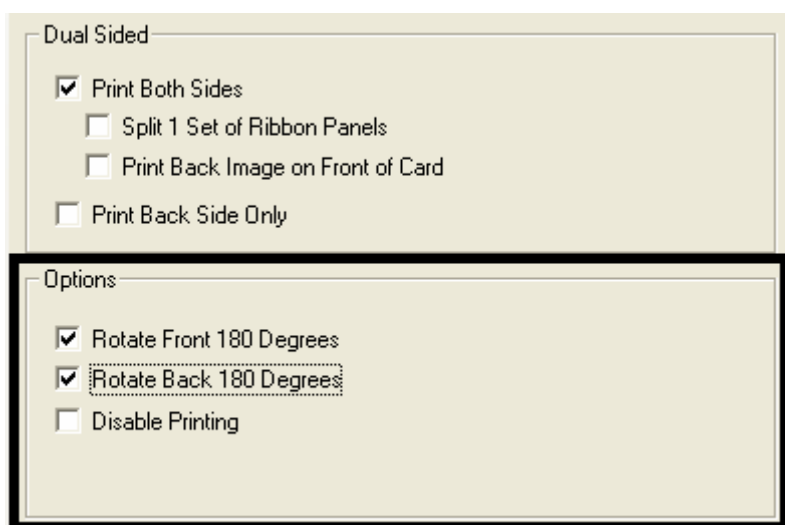 Dual Sided
Print Both Sides
Split 1 Set of Ribbon Panels
Print Back Image on Front of Card
Print Back Side Only
Options
Rotate Front 180 Degrees
Rotate Back 180 Degrees
Disable Printing